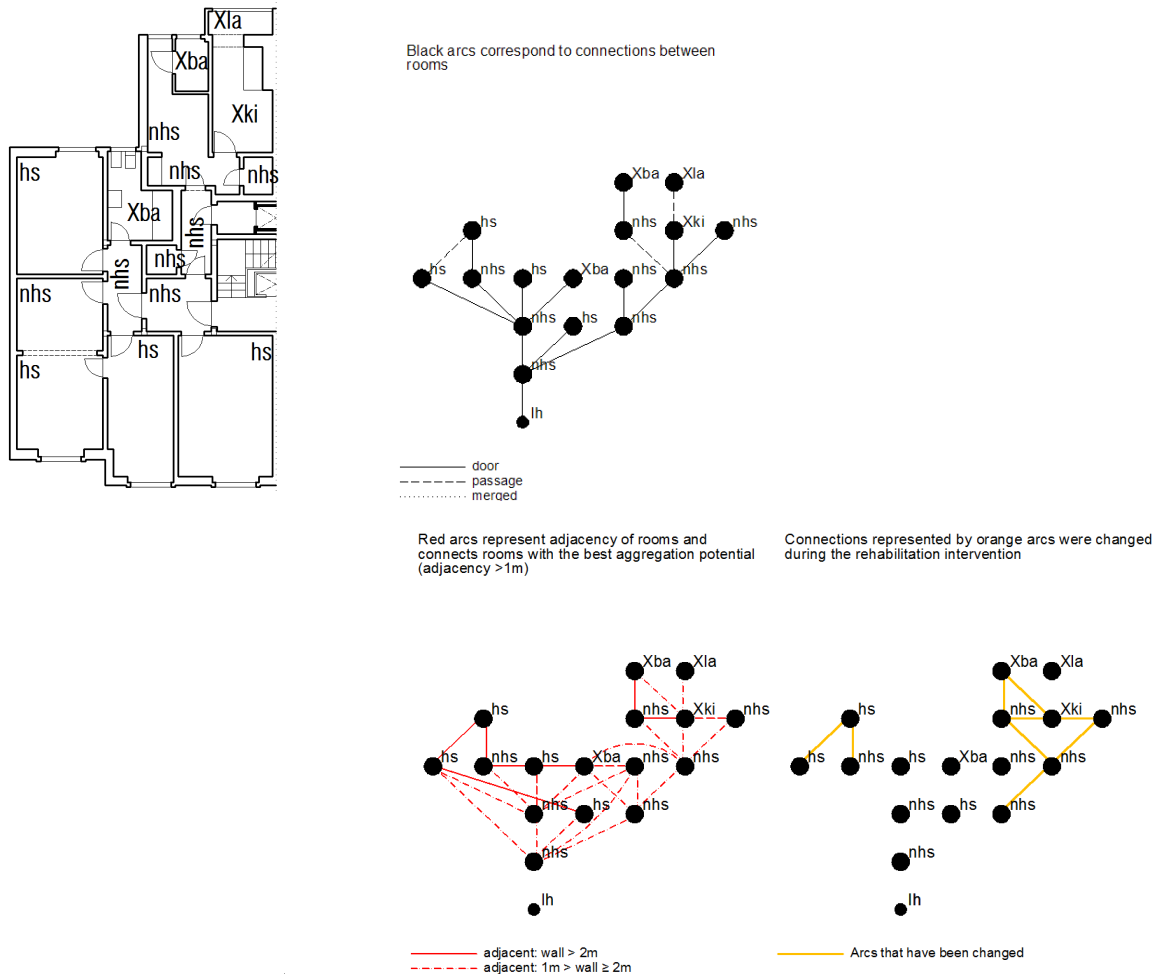 Xla
Xba
Xki
nhs
hs
nhs
nhs
Xba
nhs
nhs
nhs
nhs
nhs
hs
hs
hs
Black arcs correspond to connections between
rooms
Xba
Xla
hs
nhs
Xki
nhs
hs
nhs
hs
Xba
nhs
nhs
nhs
hs
nhs
nhs
lh
door
passage
merged
Red arcs represent adjacency of rooms and
connects rooms with the best aggregation potential
(adjacency >1m)
Xba
Xla
hs
nhs
Xki
nhs
hs
nhs
hs
Xba
nhs
nhs
nhs
hs
nhs
nhs
lh
adjacent: wall > 2m
adjacent: 1m > wall ≥ 2m
Connections represented by orange arcs were changed
during the rehabilitation intervention
Xba
Xla
hs
nhs
Xki
nhs
hs
nhs
hs
Xba
nhs
nhs
nhs
hs
nhs
nhs
lh
Arcs that have been changed